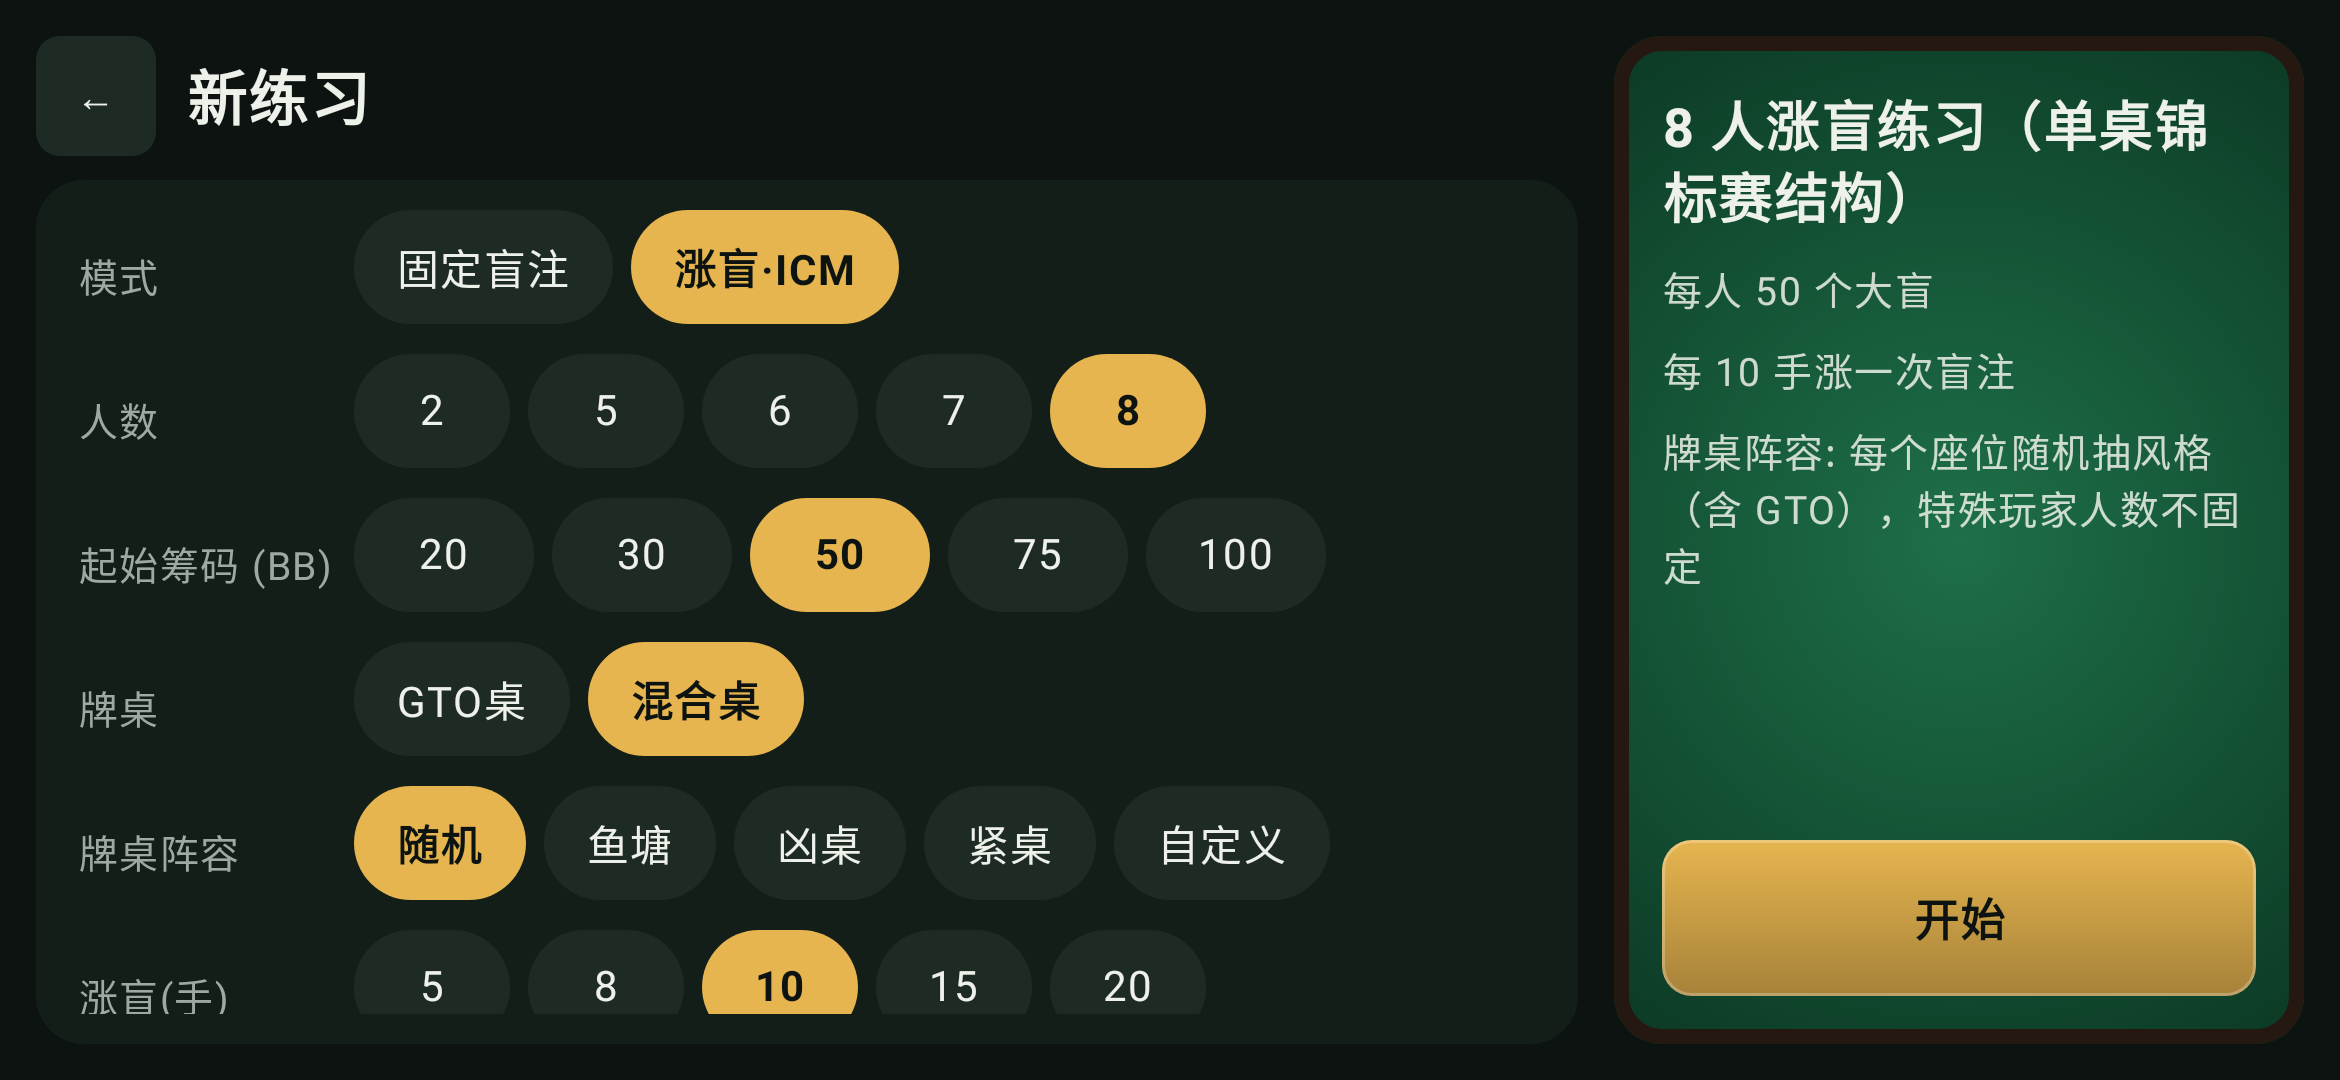 ←
新练习
模式
固定盲注
涨盲·ICM
人数
2
5
6
7
8
起始筹码 (BB)
20
30
50
75
100
牌桌
GTO桌
混合桌
牌桌阵容
随机
鱼塘
凶桌
紧桌
自定义
涨盲(手)
5
8
10
15
20
8 人涨盲练习（单桌锦
标赛结构）
每人 50 个大盲
每 10 手涨一次盲注
牌桌阵容: 每个座位随机抽风格
（含 GTO），特殊玩家人数不固
定
开始